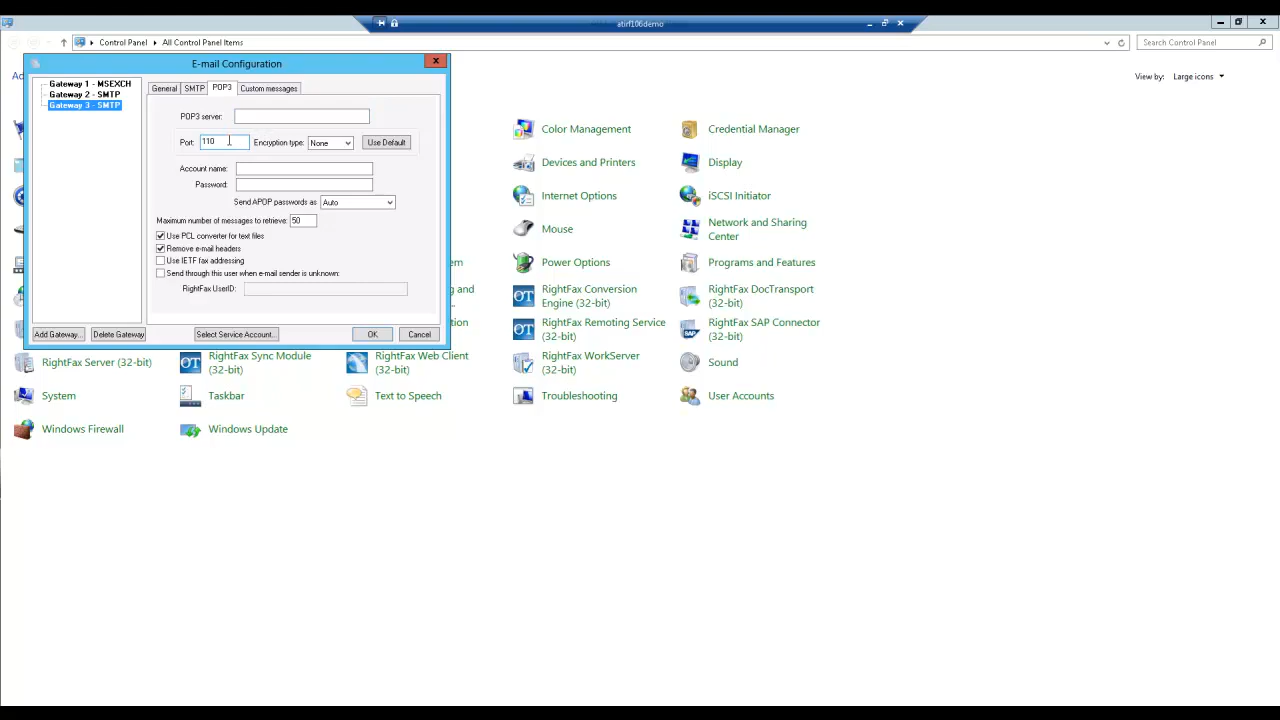 atirf106demo
Control Panel
All Control Panel Items
Search Control Panel
E-mail Configuration
View by: Large icons
Gateway 1 - MSEXCH
Gateway 2 - SMTP
Gateway 3 - SMTP
General
SMTP
POP3
Custom messages
POP3 server:
Port: 110
Encryption type: None
Use Default
Account name:
Password:
Send APOP passwords as Auto
Maximum number of messages to retrieve: 50
Use PCL converter for text files
Remove e-mail headers
Use IETF fax addressing
Send through this user when e-mail sender is unknown:
RightFax UserID:
Add Gateway...
Delete Gateway
Select Service Account...
OK
Cancel
Color Management
Credential Manager
Devices and Printers
Display
Internet Options
iSCSI Initiator
Mouse
Network and Sharing
Center
em
Power Options
Programs and Features
ng and
...
RightFax Conversion
Engine (32-bit)
RightFax DocTransport
(32-bit)
ntion
RightFax Remoting Service
(32-bit)
RightFax SAP Connector
(32-bit)
RightFax Server (32-bit)
RightFax Sync Module
(32-bit)
RightFax Web Client
(32-bit)
RightFax WorkServer
(32-bit)
Sound
System
Taskbar
Text to Speech
Troubleshooting
User Accounts
Windows Firewall
Windows Update